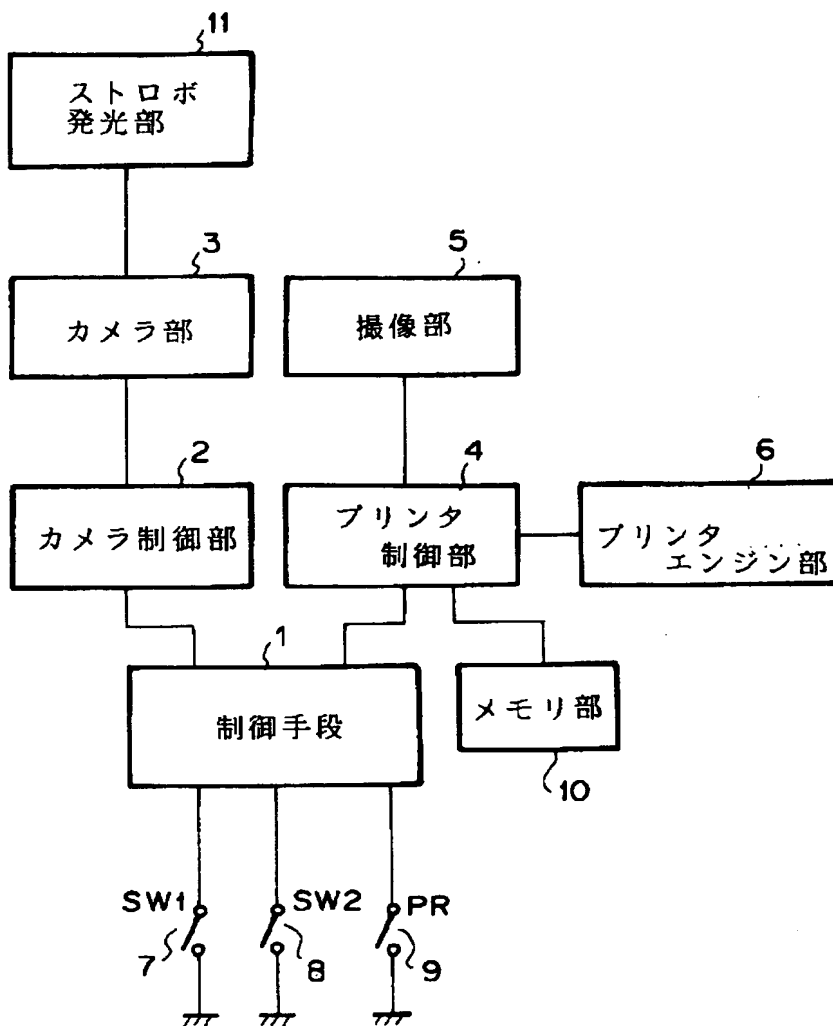 11
ストロボ
発光部
3
カメラ部
5
撮像部
2
カメラ制御部
4
プリンタ
制御部
6
プリンタ
エンジン部
1
制御手段
メモリ部
10
SW1
SW2
PR
7
8
9